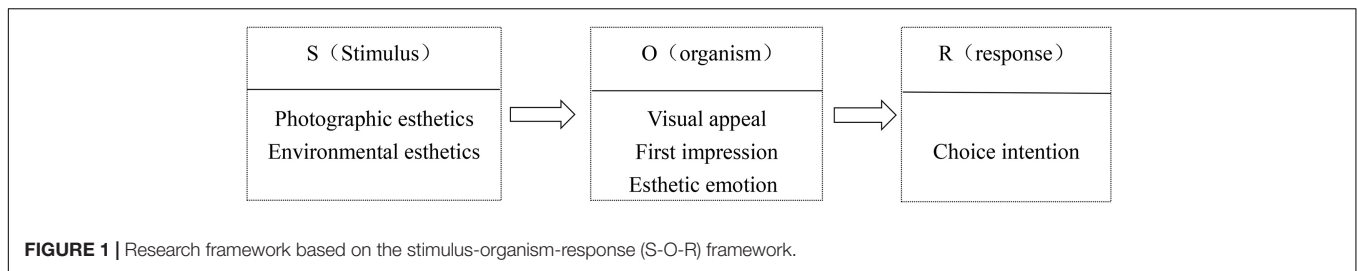 S（Stimulus）
Photographic esthetics
Environmental esthetics
O（organism）
Visual appeal
First impression
Esthetic emotion
R（response）
Choice intention
FIGURE 1 | Research framework based on the stimulus-organism-response (S-O-R) framework.